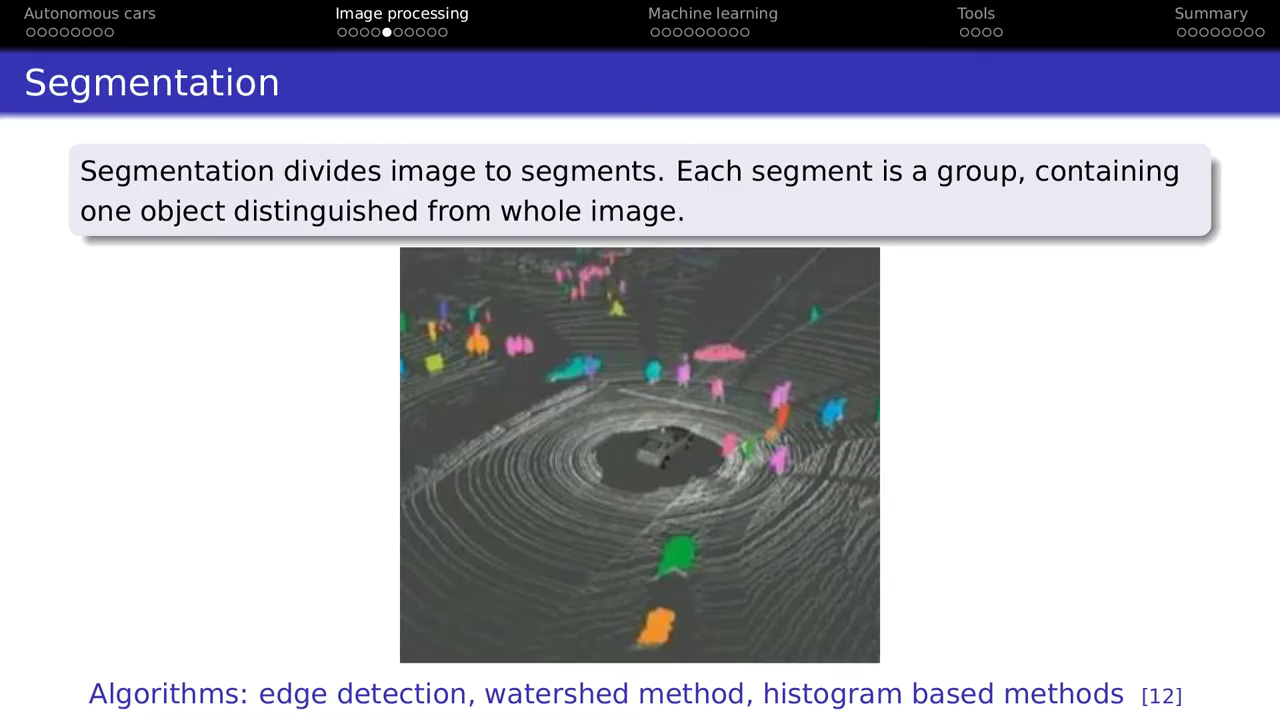 Autonomous cars Image processing Machine learning Tools Summary
Segmentation
Segmentation divides image to segments. Each segment is a group, containing
one object distinguished from whole image.
Algorithms: edge detection, watershed method, histogram based methods [12]